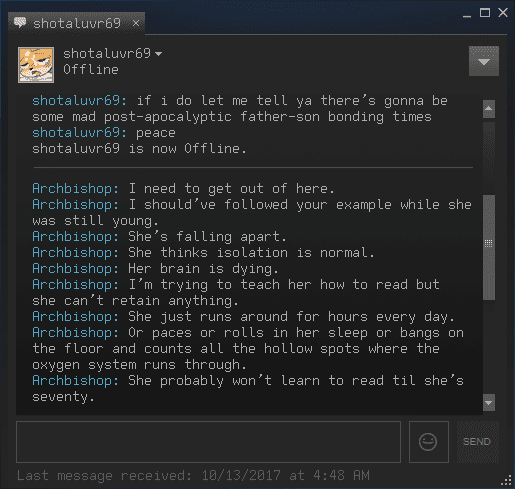 shotaluvr69 ×
shotaluvr69
Offline
shotaluvr69: if i do let me tell ya there's gonna be
some mad post-apocalyptic father-son bonding times
shotaluvr69: peace
shotaluvr69 is now Offline.
Archbishop: I need to get out of here.
Archbishop: I should've followed your example while she
was still young.
Archbishop: She's falling apart.
Archbishop: She thinks isolation is normal.
Archbishop: Her brain is dying.
Archbishop: I'm trying to teach her how to read but
she can't retain anything.
Archbishop: She just runs around for hours every day.
Archbishop: Or paces or rolls in her sleep or bangs on
the floor and counts all the hollow spots where the
oxygen system runs through.
Archbishop: She probably won't learn to read til she's
seventy.
SEND
Last message received: 10/13/2017 at 4:48 AM